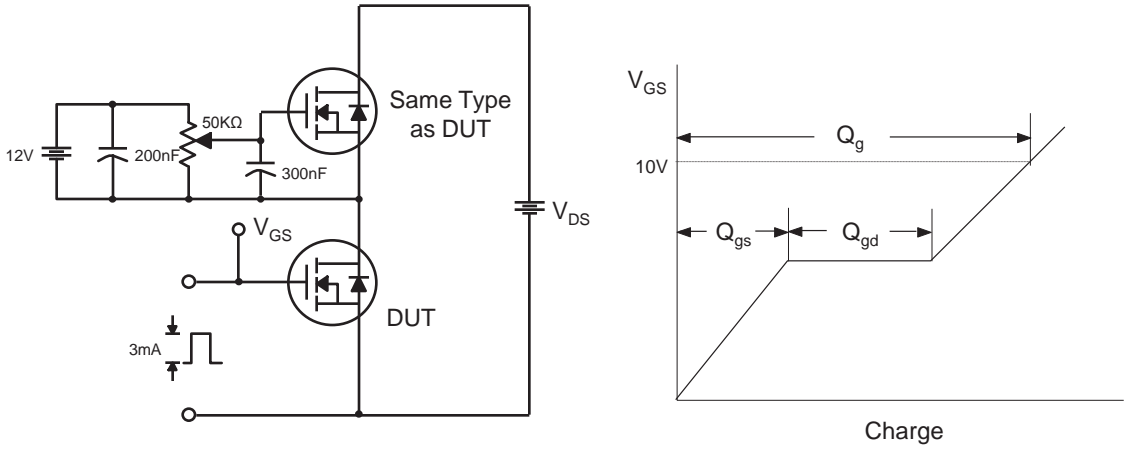 50KΩ
12V
200nF
300nF
Same Type
as DUT
V_DS
V_GS
DUT
3mA
V_GS
Q_g
10V
Q_gs
Q_gd
Charge